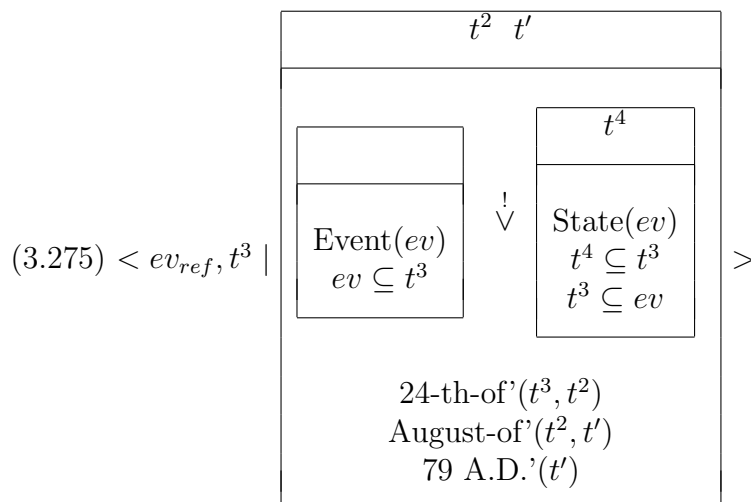 t² t′
t⁴
Event(ev)
ev ⊆ t³
!
∨
State(ev)
t⁴ ⊆ t³
t³ ⊆ ev
(3.275) < ev_ref, t³ | >
24-th-of’(t³, t²)
August-of’(t², t′)
79 A.D.’(t′)